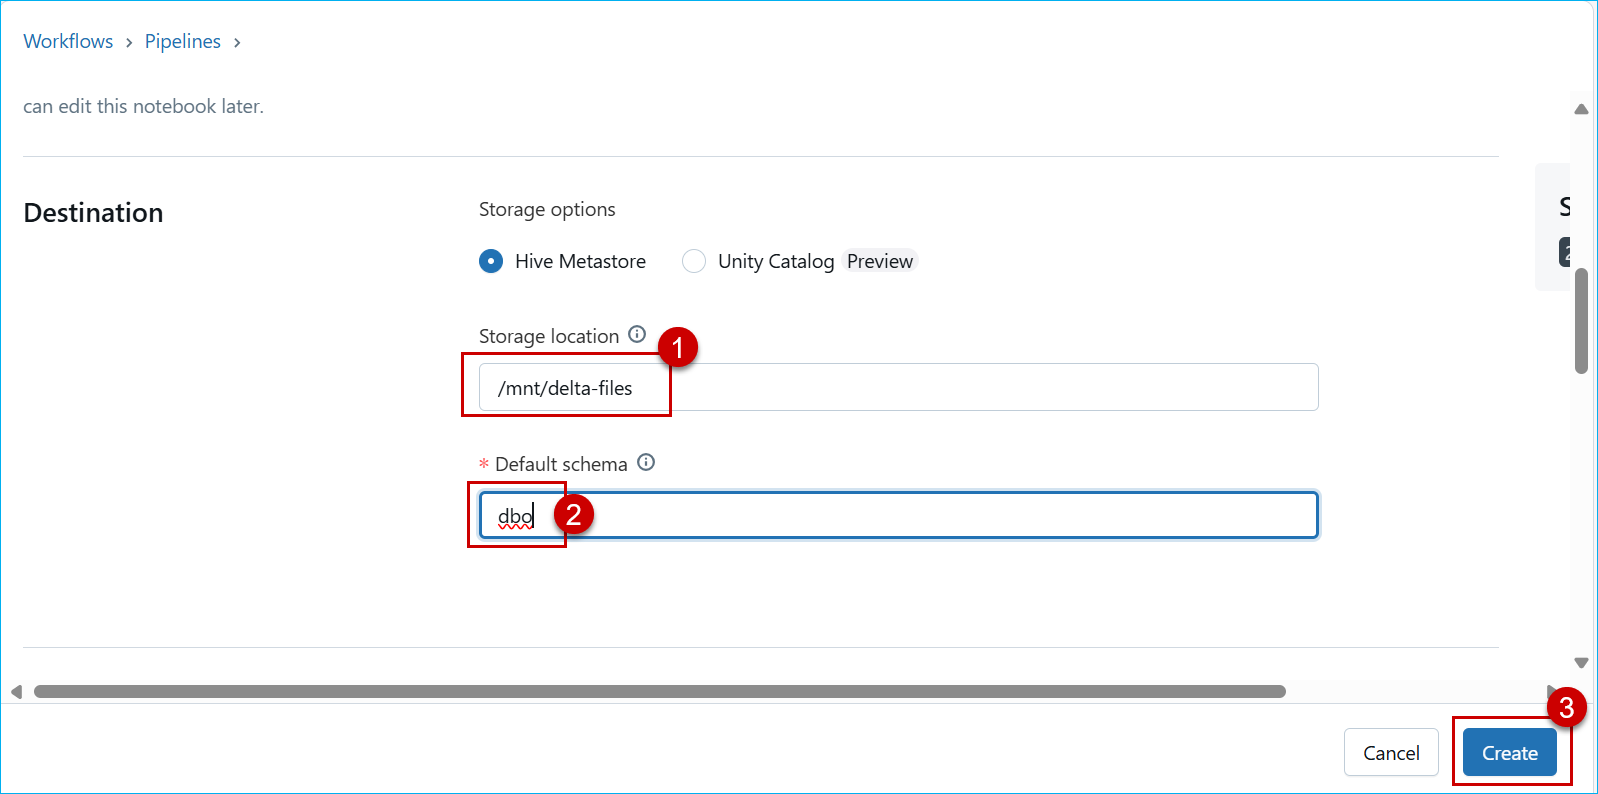 Workflows › Pipelines ›
can edit this notebook later.
Destination
Storage options
Hive Metastore
Unity Catalog Preview
Storage location
1
/mnt/delta-files
* Default schema
dbo
2
3
Cancel
Create